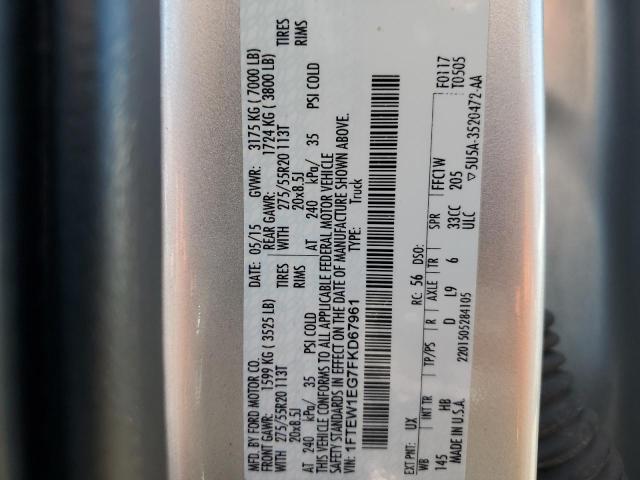 MFD. BY FORD MOTOR CO.
DATE: 05/15 GVWR: 3175 KG ( 7000 LB)
FRONT GAWR: 1599 KG ( 3525 LB) REAR GAWR: 1724 KG ( 3800 LB)
WITH 275/55R20 113T TIRES WITH 275/55R20 113T TIRES
20x8.5J RIMS 20x8.5J RIMS
AT 240 kPa/ 35 PSI COLD AT 240 kPa/ 35 PSI COLD
THIS VEHICLE CONFORMS TO ALL APPLICABLE FEDERAL MOTOR VEHICLE
SAFETY STANDARDS IN EFFECT ON THE DATE OF MANUFACTURE SHOWN ABOVE.
VIN: 1FTEW1EG7FKD67961 TYPE: Truck
F0117
T0505
EXT PNT: UX RC: 56 DSO: FFC1W
WB INT TR TP/PS R AXLE TR SPR 205
145 HB D L9 6 33CC
MADE IN U.S.A. ULC ▽ 5U5A-3520472-AA
2201505284105